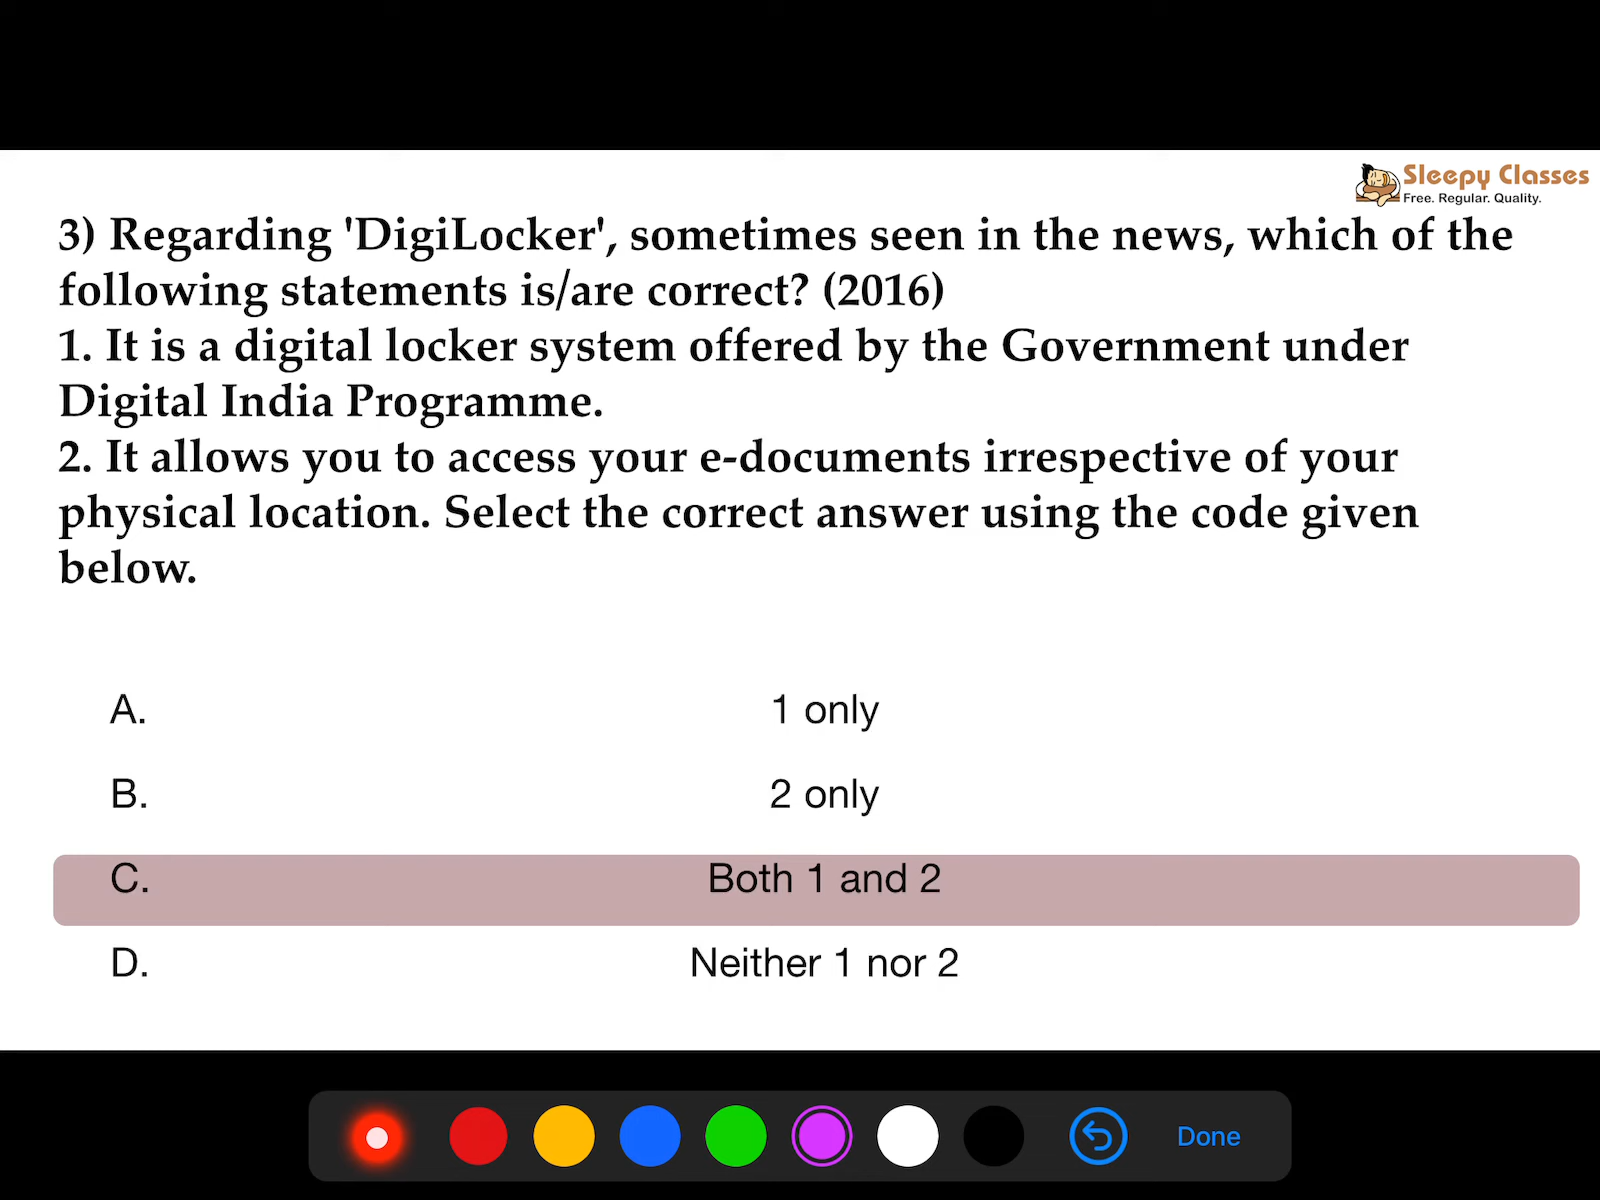 Sleepy Classes
Free. Regular. Quality.
3) Regarding 'DigiLocker', sometimes seen in the news, which of the
following statements is/are correct? (2016)
1. It is a digital locker system offered by the Government under
Digital India Programme.
2. It allows you to access your e-documents irrespective of your
physical location. Select the correct answer using the code given
below.
A. 1 only
B. 2 only
C. Both 1 and 2
D. Neither 1 nor 2
Done